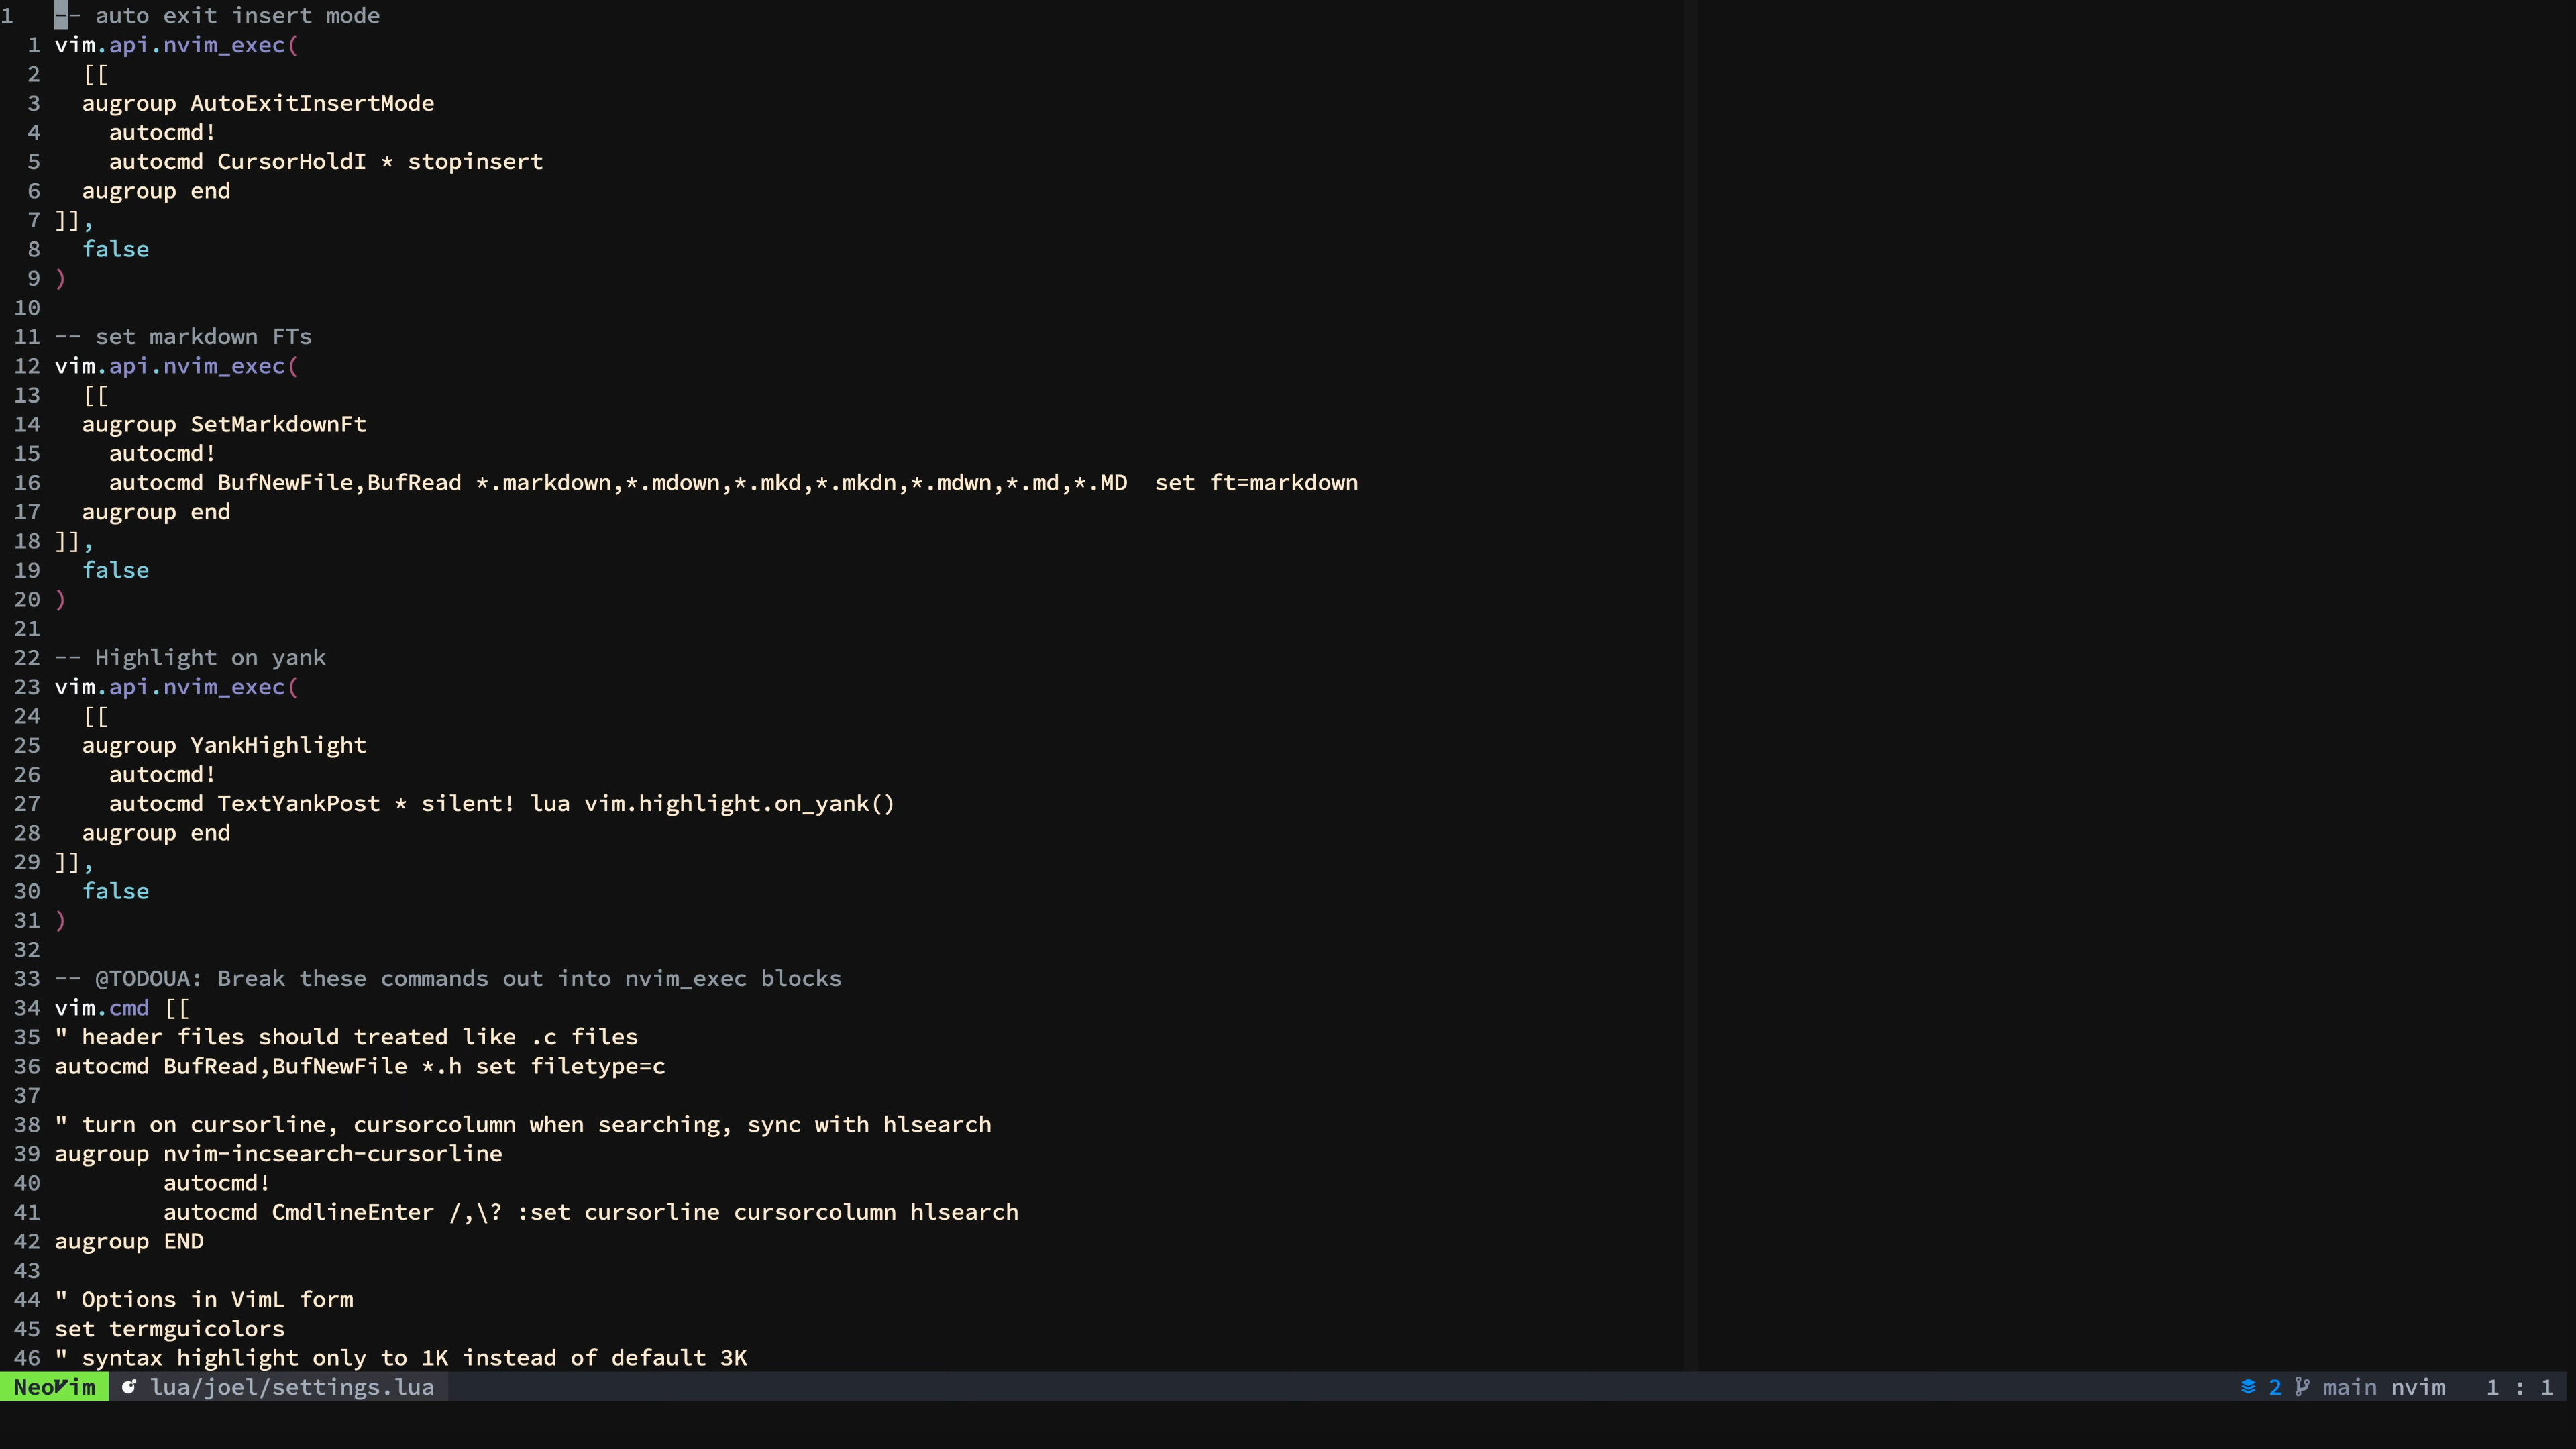 1   -- auto exit insert mode
  1 vim.api.nvim_exec(
  2   [[
  3   augroup AutoExitInsertMode
  4     autocmd!
  5     autocmd CursorHoldI * stopinsert
  6   augroup end
  7 ]],
  8   false
  9 )
 10
 11 -- set markdown FTs
 12 vim.api.nvim_exec(
 13   [[
 14   augroup SetMarkdownFt
 15     autocmd!
 16     autocmd BufNewFile,BufRead *.markdown,*.mdown,*.mkd,*.mkdn,*.mdwn,*.md,*.MD  set ft=markdown
 17   augroup end
 18 ]],
 19   false
 20 )
 21
 22 -- Highlight on yank
 23 vim.api.nvim_exec(
 24   [[
 25   augroup YankHighlight
 26     autocmd!
 27     autocmd TextYankPost * silent! lua vim.highlight.on_yank()
 28   augroup end
 29 ]],
 30   false
 31 )
 32
 33 -- @TODOUA: Break these commands out into nvim_exec blocks
 34 vim.cmd [[
 35 " header files should treated like .c files
 36 autocmd BufRead,BufNewFile *.h set filetype=c
 37
 38 " turn on cursorline, cursorcolumn when searching, sync with hlsearch
 39 augroup nvim-incsearch-cursorline
 40         autocmd!
 41         autocmd CmdlineEnter /,\? :set cursorline cursorcolumn hlsearch
 42 augroup END
 43
 44 " Options in VimL form
 45 set termguicolors
 46 " syntax highlight only to 1K instead of default 3K
NeoVim lua/joel/settings.lua 2 main nvim 1 : 1